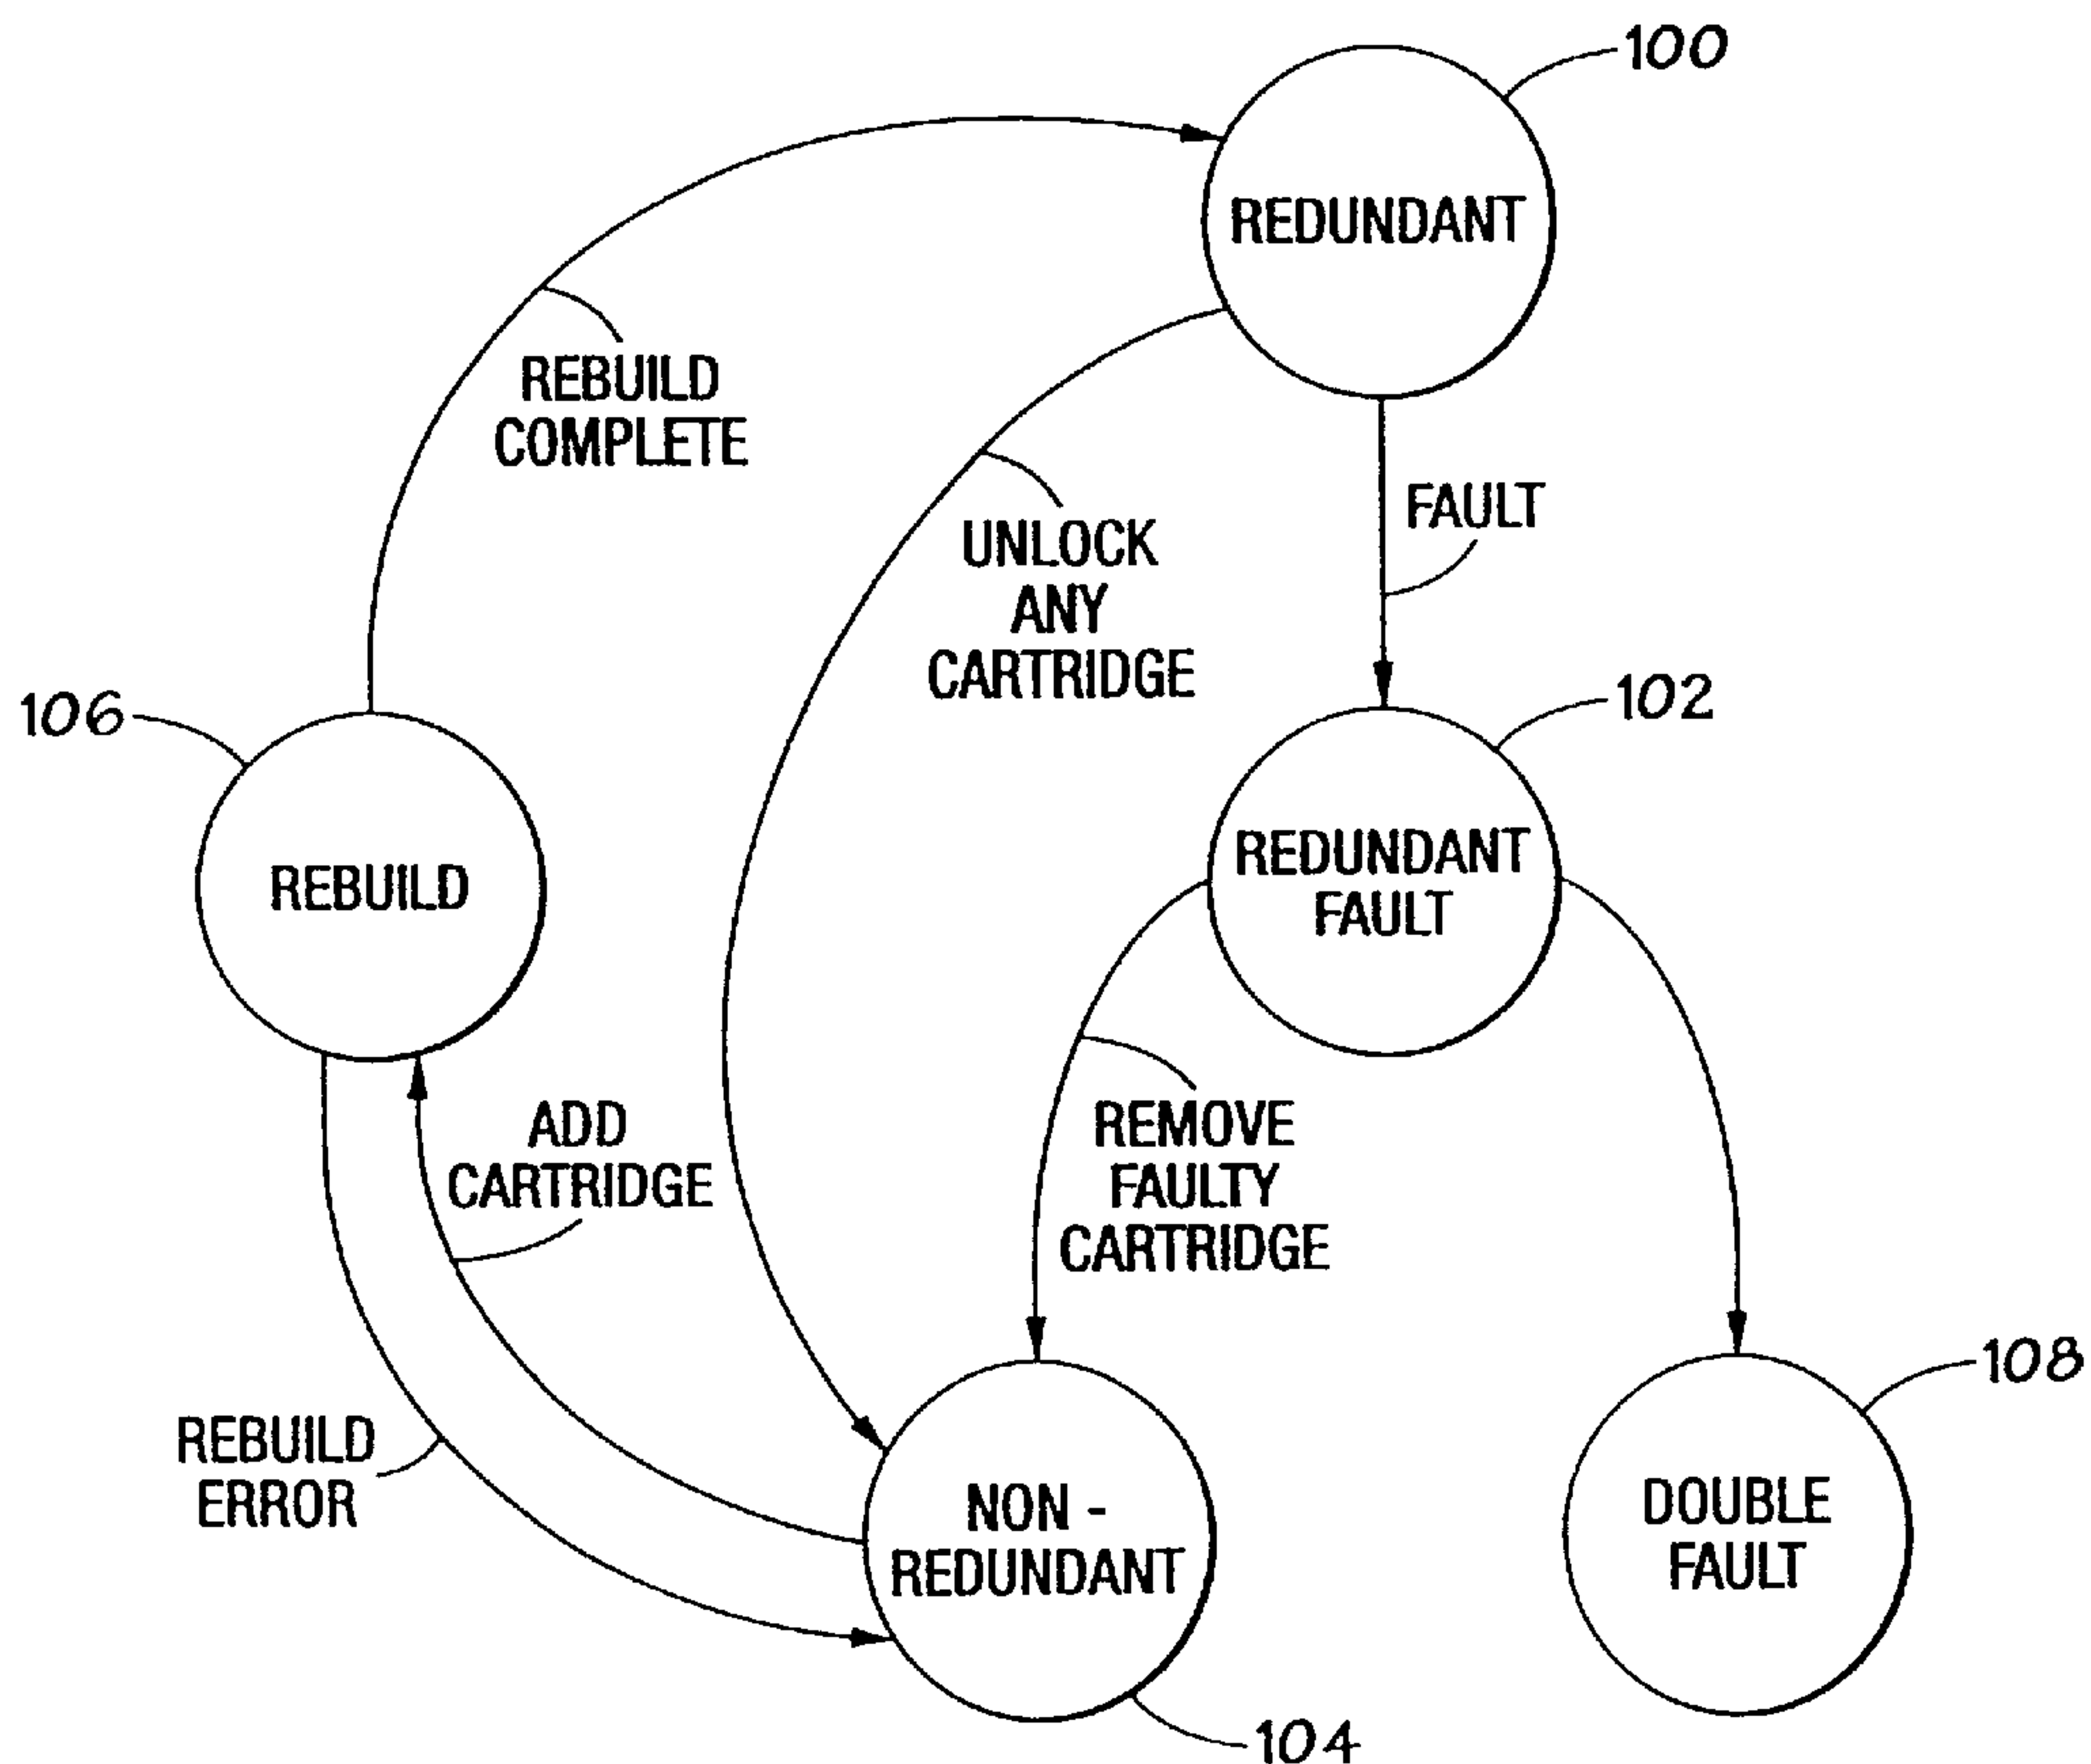 100
REDUNDANT
REBUILD
COMPLETE
UNLOCK
ANY
CARTRIDGE
FAULT
106
102
REBUILD
REDUNDANT
FAULT
ADD
CARTRIDGE
REMOVE
FAULTY
CARTRIDGE
REBUILD
ERROR
108
NON -
REDUNDANT
DOUBLE
FAULT
104